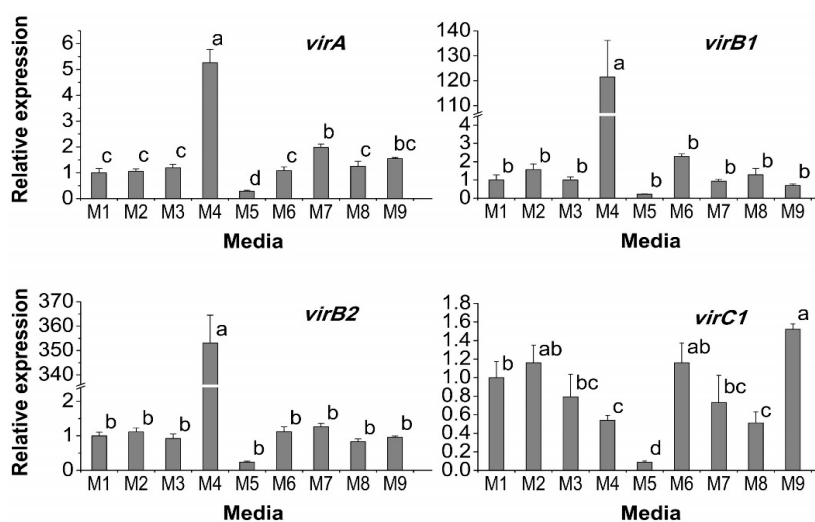 virA
Relative expression
6
5
4
3
2
1
0
c
c
c
a
d
c
b
c
bc
M1 M2 M3 M4 M5 M6 M7 M8 M9
Media
virB1
140
130
120
110
4
3
2
1
0
b
b
b
a
b
b
b
b
b
M1 M2 M3 M4 M5 M6 M7 M8 M9
Media
virB2
Relative expression
370
360
350
340
2
1
0
b
b
b
a
b
b
b
b
b
M1 M2 M3 M4 M5 M6 M7 M8 M9
Media
virC1
1.8
1.6
1.4
1.2
1.0
0.8
0.6
0.4
0.2
0.0
b
ab
bc
c
d
ab
bc
c
a
M1 M2 M3 M4 M5 M6 M7 M8 M9
Media